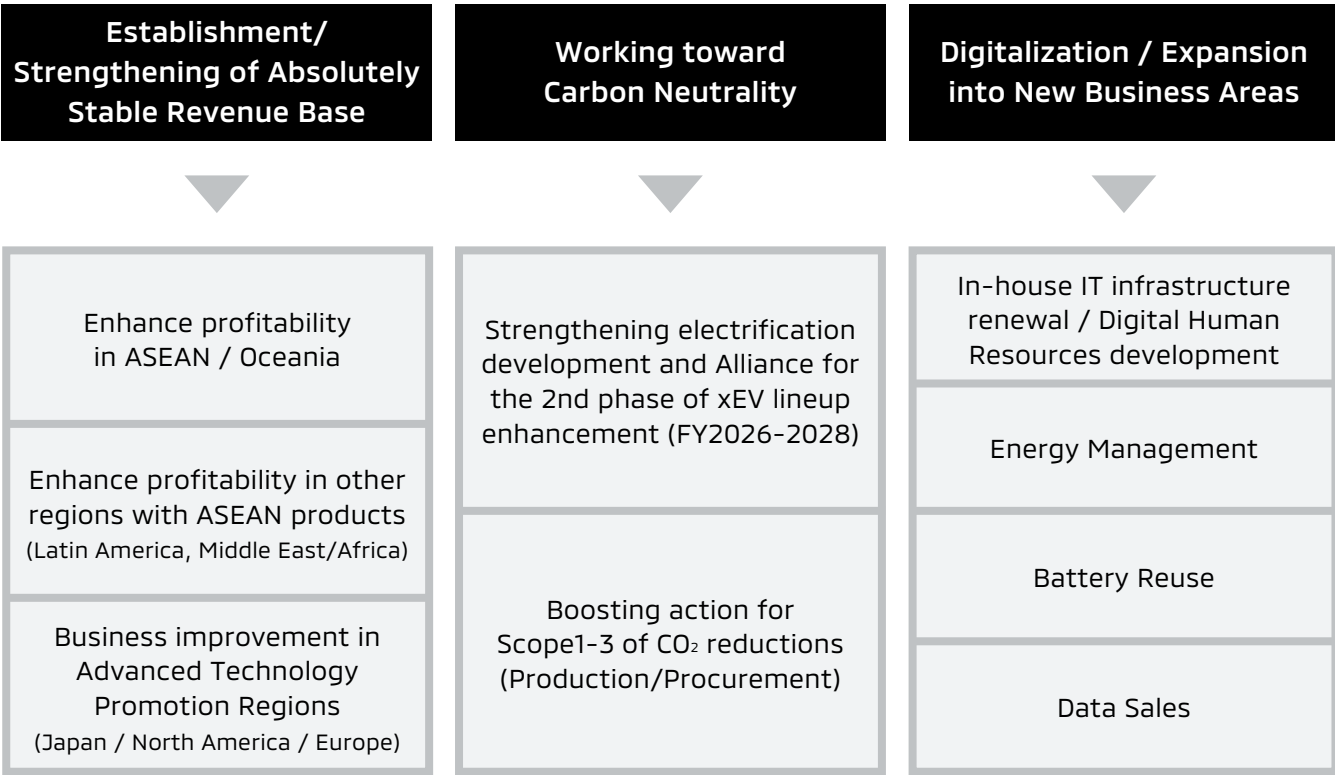 Establishment/
Strengthening of Absolutely
Stable Revenue Base
Enhance profitability
in ASEAN / Oceania
Enhance profitability in other
regions with ASEAN products
(Latin America, Middle East/Africa)
Business improvement in
Advanced Technology
Promotion Regions
(Japan / North America / Europe)
Working toward
Carbon Neutrality
Strengthening electrification
development and Alliance for
the 2nd phase of xEV lineup
enhancement (FY2026-2028)
Boosting action for
Scope1-3 of CO₂ reductions
(Production/Procurement)
Digitalization / Expansion
into New Business Areas
In-house IT infrastructure
renewal / Digital Human
Resources development
Energy Management
Battery Reuse
Data Sales